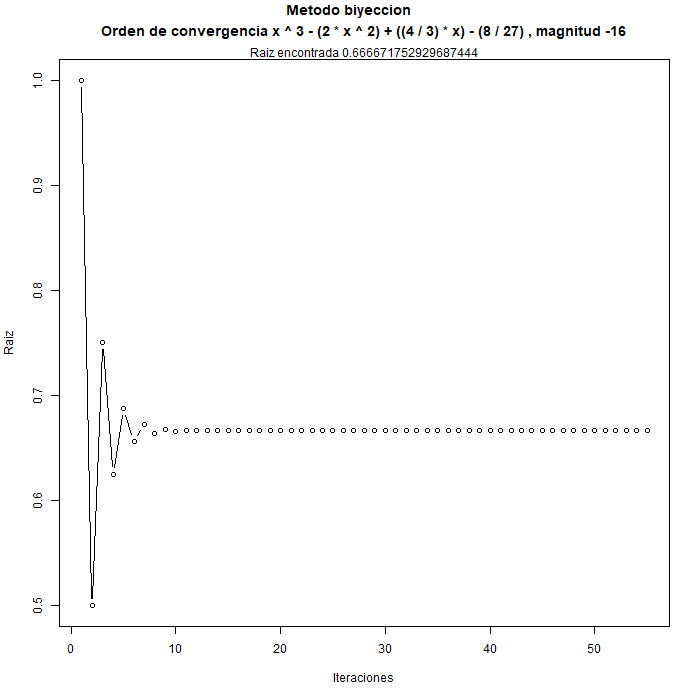 Metodo biyeccion
Orden de convergencia x ^ 3 - (2 * x ^ 2) + ((4 / 3) * x) - (8 / 27) , magnitud -16
Raiz encontrada 0.666671752929687444
1.0
0.9
0.8
0.7
0.6
0.5
Raiz
0 10 20 30 40 50
Iteraciones